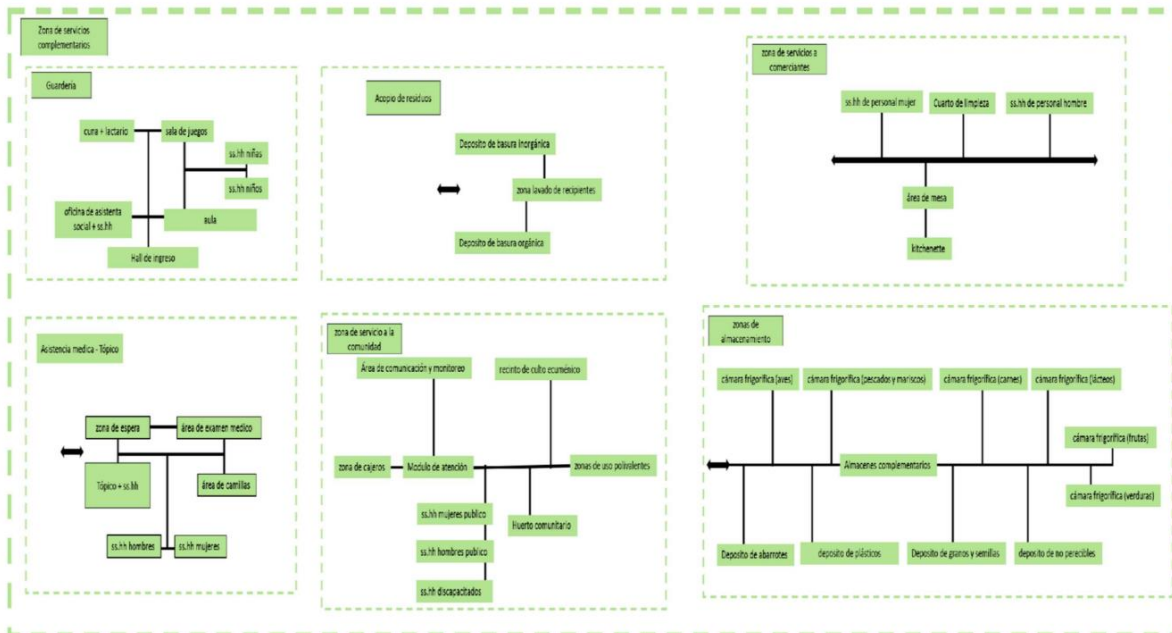 Zona de servicios
complementarios
Guardería
cuna + lactario
sala de juegos
ss.hh niñas
ss.hh niños
oficina de asistenta
social + ss.hh
aula
Hall de ingreso
Acopio de residuos
Deposito de basura inorgánica
zona lavado de recipientes
Deposito de basura orgánica
zona de servicios a
comerciantes
ss.hh de personal mujer
Cuarto de limpieza
ss.hh de personal hombre
área de mesa
kitchenette
Asistencia medica - Tópico
zona de espera
área de examen medico
Tópico + ss.hh
área de camillas
ss.hh hombres
ss.hh mujeres
zona de servicio a la
comunidad
Área de comunicación y monitoreo
recinto de culto ecuménico
zona de cajeros
Modulo de atención
zonas de uso polivalentes
ss.hh mujeres publico
Huerto comunitario
ss.hh hombres publico
ss.hh discapacitados
zonas de
almacenamiento
cámara frigorífica (aves)
cámara frigorífica (pescados y mariscos)
cámara frigorífica (carnes)
cámara frigorífica (lácteos)
cámara frigorífica (frutas)
Almacenes complementarios
cámara frigorífica (verduras)
Deposito de abarrotes
deposito de plásticos
Deposito de granos y semillas
deposito de no perecibles